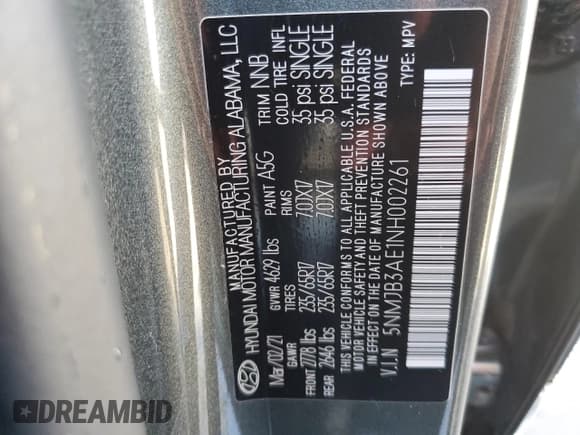 HYUNDAI
MANUFACTURED BY
HYUNDAI MOTOR MANUFACTURING ALABAMA, LLC
Mar/02/21 PAINT A5G TRIM NNB
GVWR 4629 lbs
GAWR TIRES RIMS COLD TIRE INFL
FRONT 2778 lbs 235/65R17 7.0JX17 35 psi SINGLE
REAR 2646 lbs 235/65R17 7.0JX17 35 psi SINGLE
THIS VEHICLE CONFORMS TO ALL APPLICABLE U.S.A. FEDERAL
MOTOR VEHICLE SAFETY AND THEFT PREVENTION STANDARDS
IN EFFECT ON THE DATE OF MANUFACTURE SHOWN ABOVE
V.I.N 5NMJB3AE1NH002261 TYPE: MPV
DREAMBID